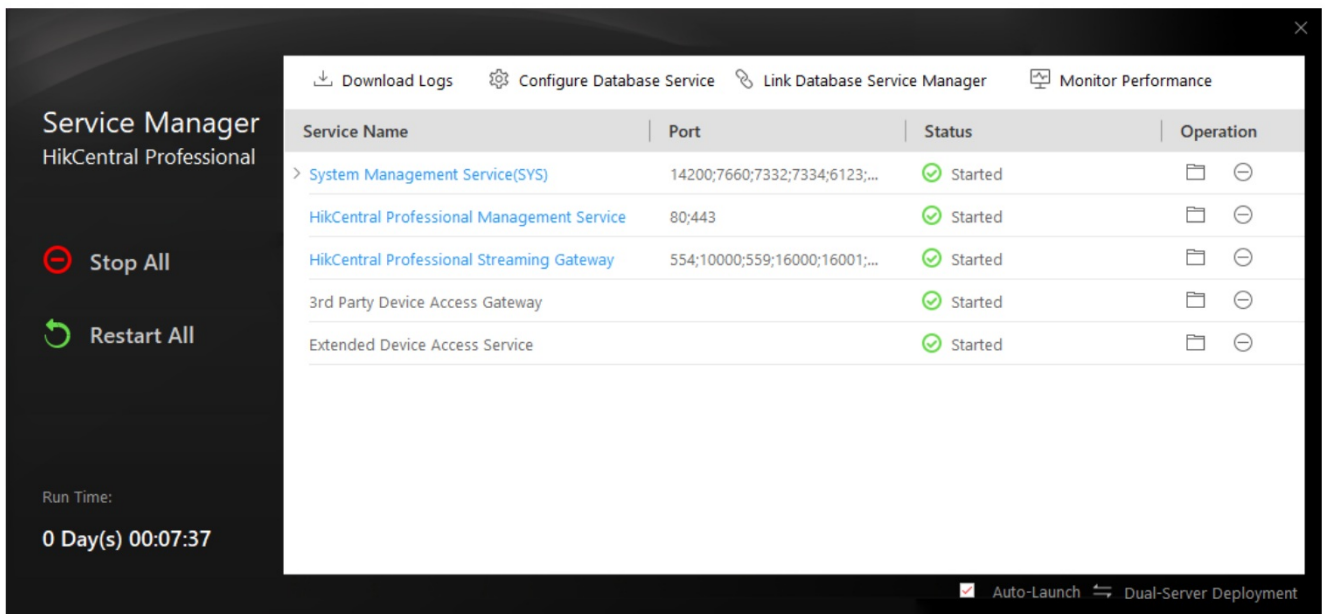 Download Logs Configure Database Service Link Database Service Manager Monitor Performance
Service Manager
HikCentral Professional
Service Name Port Status Operation
System Management Service(SYS) 14200;7660;7332;7334;6123;... Started
HikCentral Professional Management Service 80;443 Started
HikCentral Professional Streaming Gateway 554;10000;559;16000;16001;... Started
3rd Party Device Access Gateway Started
Extended Device Access Service Started
Stop All
Restart All
Run Time:
0 Day(s) 00:07:37
Auto-Launch Dual-Server Deployment